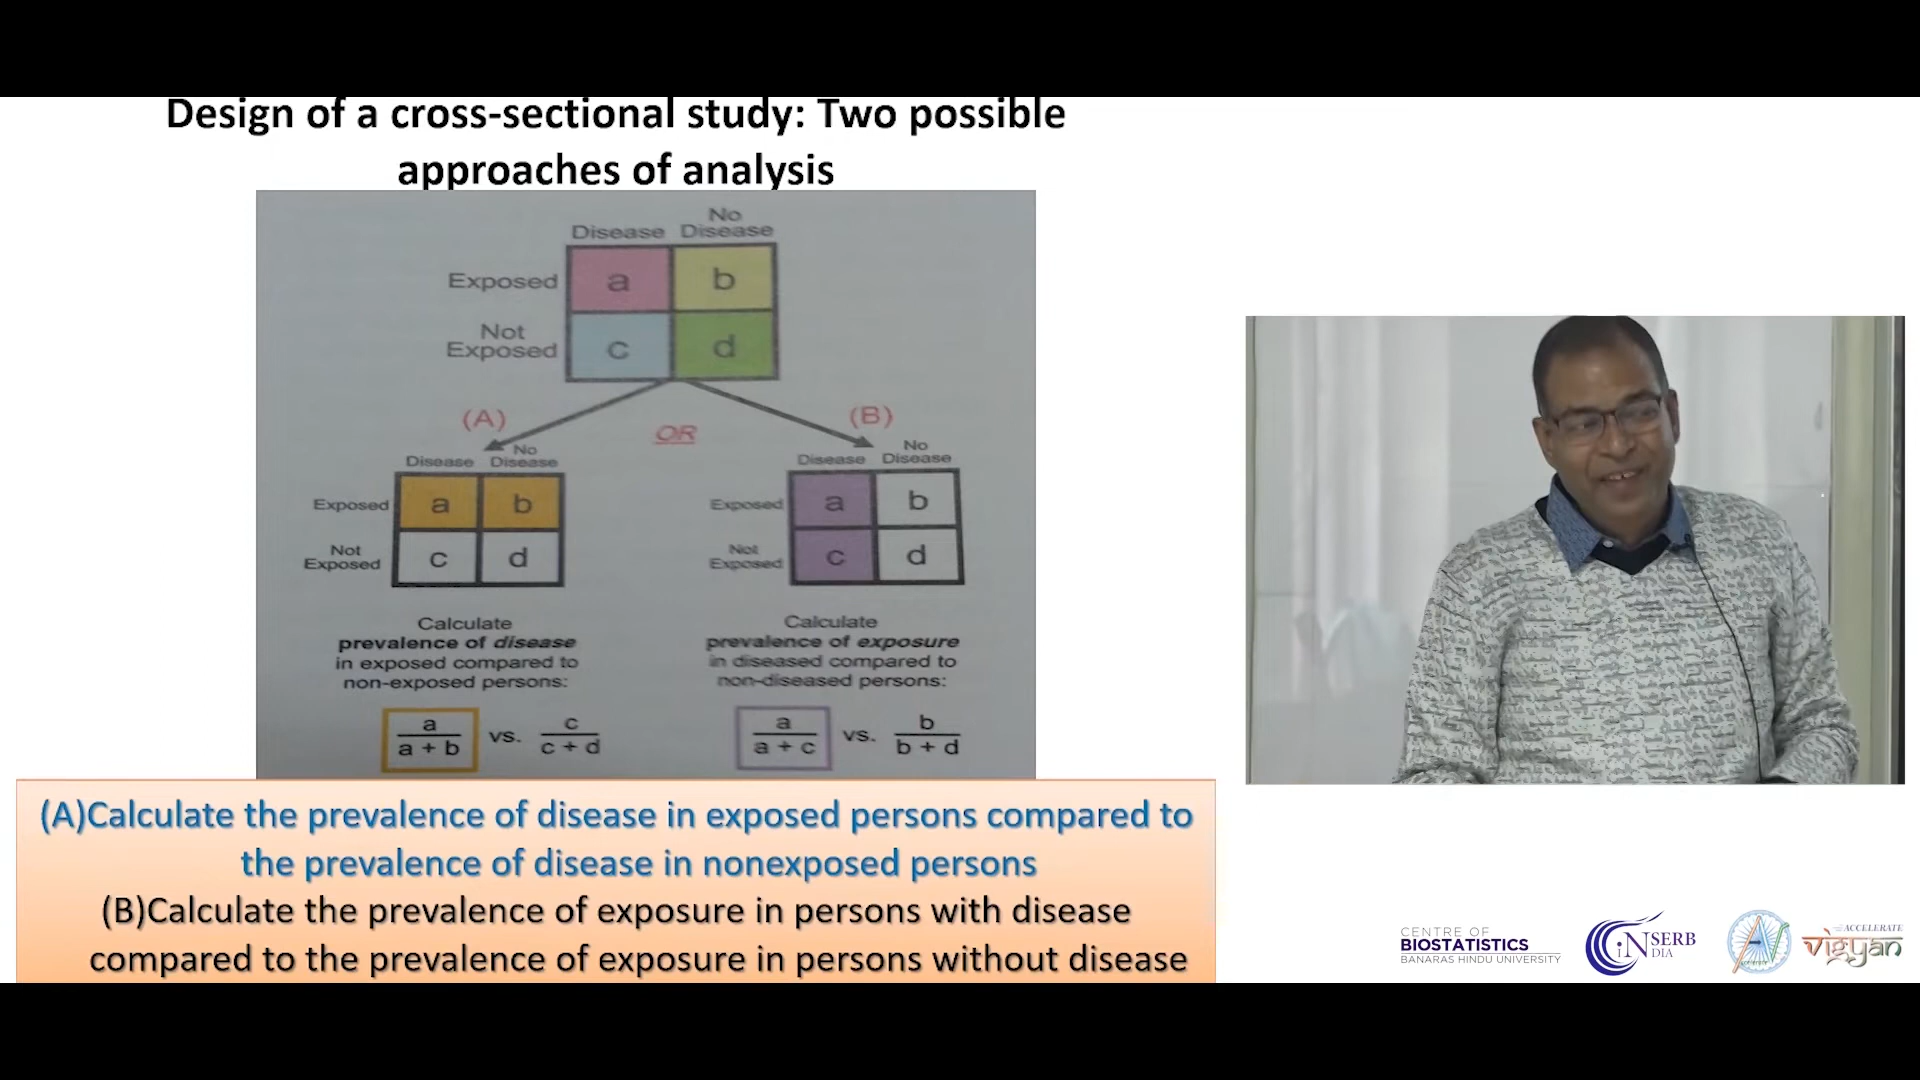 Design of a cross-sectional study: Two possible
approaches of analysis
Disease No Disease
Exposed a b
Not Exposed c d
(A) OR (B)
Disease No Disease
Exposed a b
Not Exposed c d
Calculate
prevalence of disease
in exposed compared to
non-exposed persons:
a / a + b vs. c / c + d
Disease No Disease
Exposed a b
Not Exposed c d
Calculate
prevalence of exposure
in diseased compared to
non-diseased persons:
a / a + c vs. b / b + d
(A)Calculate the prevalence of disease in exposed persons compared to
the prevalence of disease in nonexposed persons
(B)Calculate the prevalence of exposure in persons with disease
compared to the prevalence of exposure in persons without disease
CENTRE OF
BIOSTATISTICS
BANARAS HINDU UNIVERSITY
SERB
iNDIA
ACCELERATE
विgyan